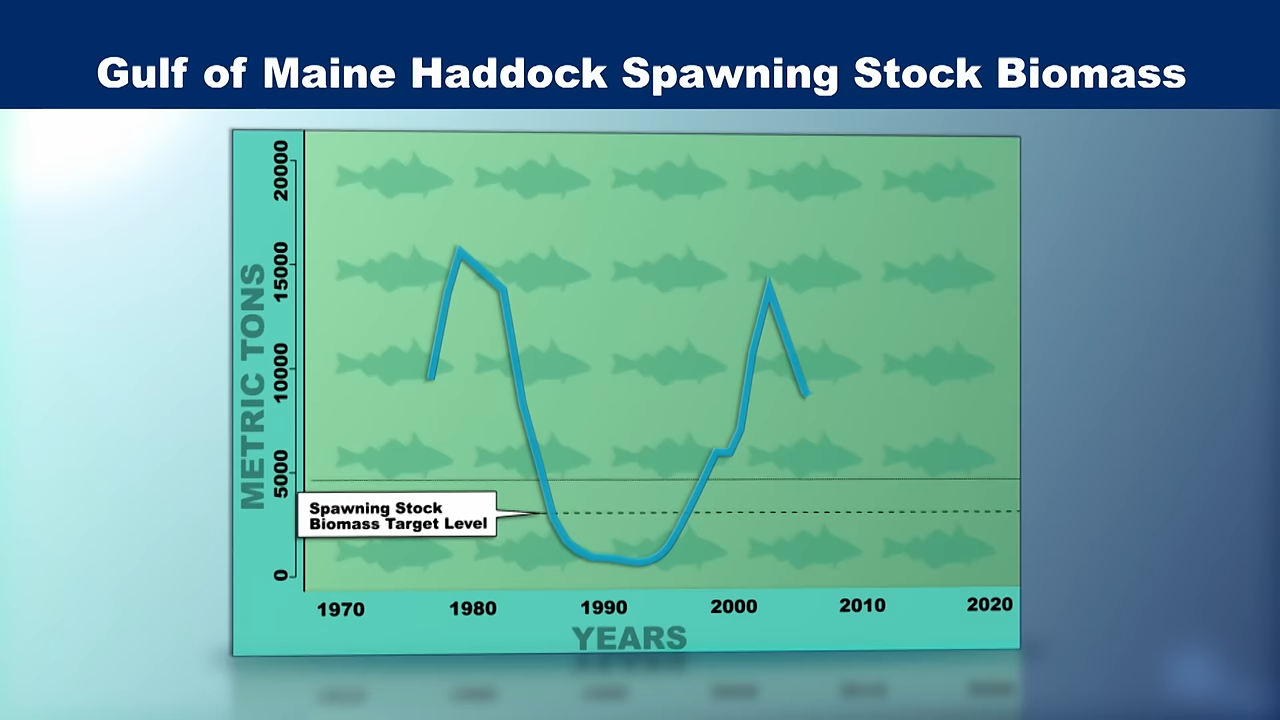 Gulf of Maine Haddock Spawning Stock Biomass
METRIC TONS
20000
15000
10000
5000
0
Spawning Stock
Biomass Target Level
1970 1980 1990 2000 2010 2020
YEARS